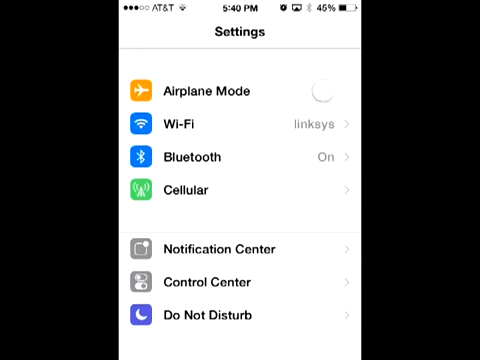 AT&T 5:40 PM 45%
Settings
Airplane Mode
Wi-Fi linksys
Bluetooth On
Cellular
Notification Center
Control Center
Do Not Disturb